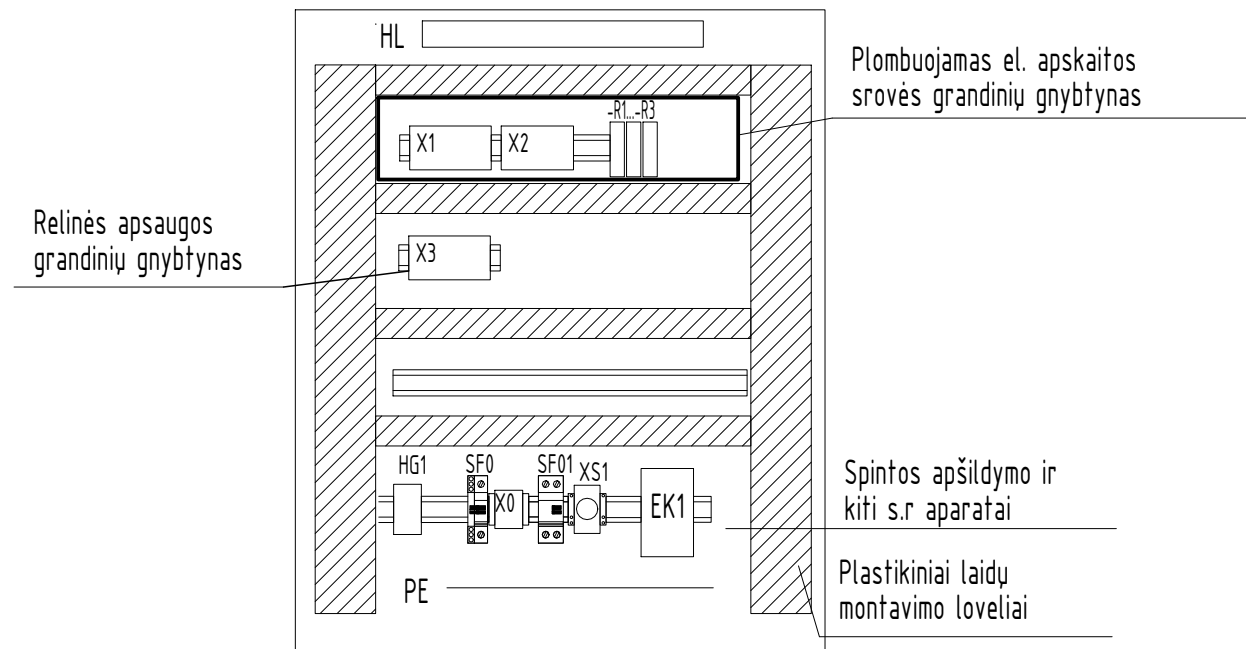 HL
Plombuojamas el. apskaitos
srovės grandinių gnybtynas
-R1...-R3
X1
X2
Relinės apsaugos
grandinių gnybtynas
X3
HG1
SF0
X0
SF01
XS1
EK1
Spintos apšildymo ir
kiti s.r aparatai
PE
Plastikiniai laidų
montavimo loveliai